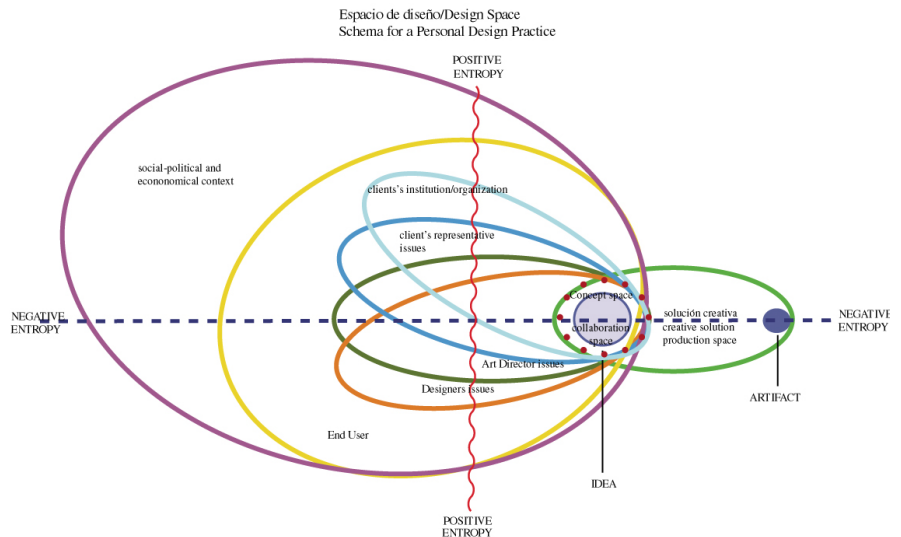 Espacio de diseño/Design Space
Schema for a Personal Design Practice
POSITIVE
ENTROPY
social-political and
econonomical context
clients's institution/organization
client's representative
issues
Concept space
NEGATIVE
ENTROPY
solución creativa
creative solution
production space
NEGATIVE
ENTROPY
collaboration
space
Art Director issues
Designers issues
ARTIFACT
End User
IDEA
POSITIVE
ENTROPY